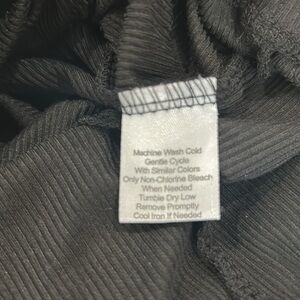 Machine Wash Cold
Gentle Cycle
With Similar Colors
Only Non-Chlorine Bleach
When Needed
Tumble Dry Low
Remove Promptly
Cool Iron If Needed